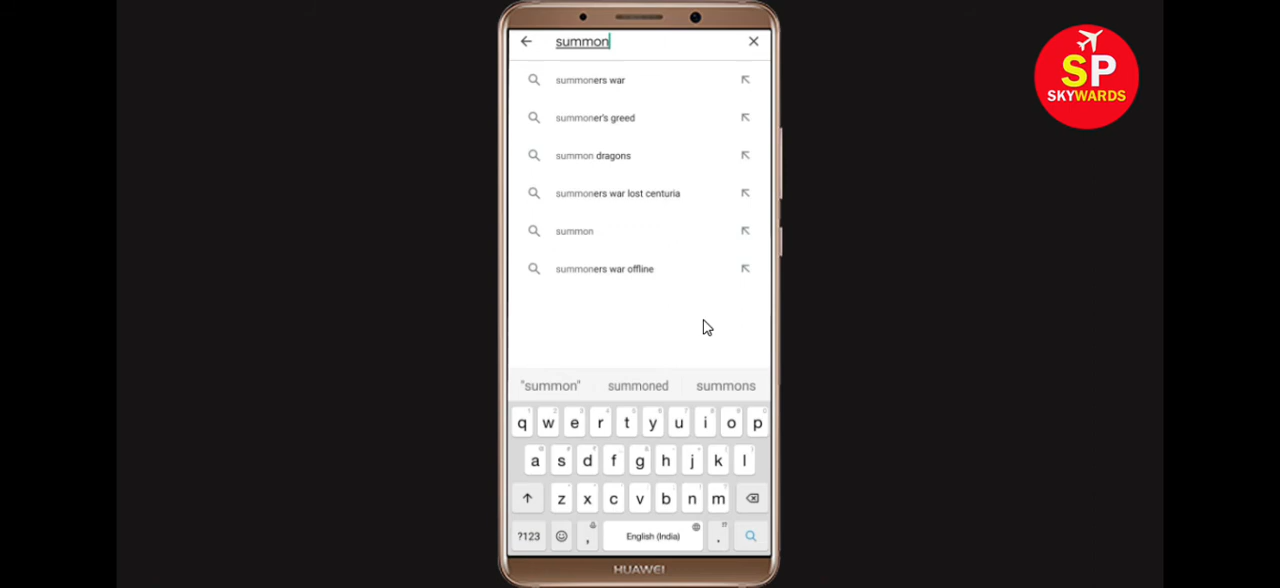 summon
SP
SKYWARDS
summoners war
summoner's greed
summon dragons
summoners war lost centuria
summon
summoners war offline
"summon" summoned summons
q w e r t y u i o p
a s d f g h j k l
z x c v b n m
?123 , English (India) .
HUAWEI